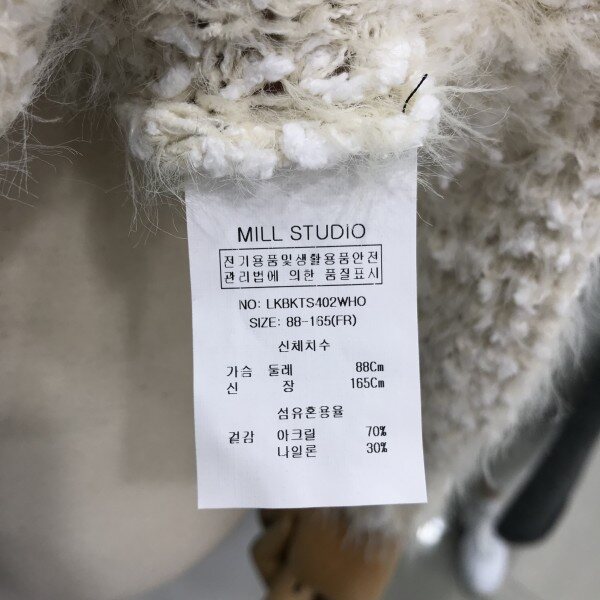 MILL STUDIO
전기용품및생활용품안전
관리법에 의한 품질표시
NO: LKBKTS402WHO
SIZE: 88-165(FR)
신체치수
가슴 둘레 88Cm
신 장 165Cm
섬유혼용율
겉감 아크릴 70%
나일론 30%